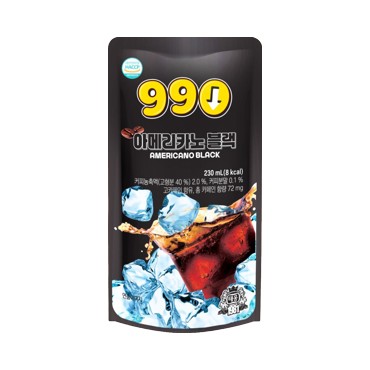 HACCP
990
아메리카노 블랙
AMERICANO BLACK
230 mL(8 kcal)
커피농축액(고형분 40 %) 2.0 %, 커피분말 0.1 %
고카페인 함유, 총 카페인 함량 72 mg